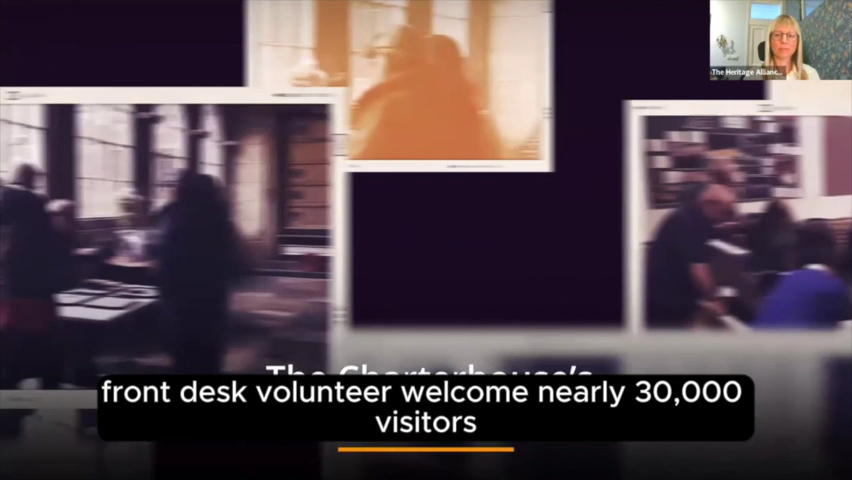 The Heritage Allianc...
The Charterhouse's
front desk volunteer welcome nearly 30,000
visitors